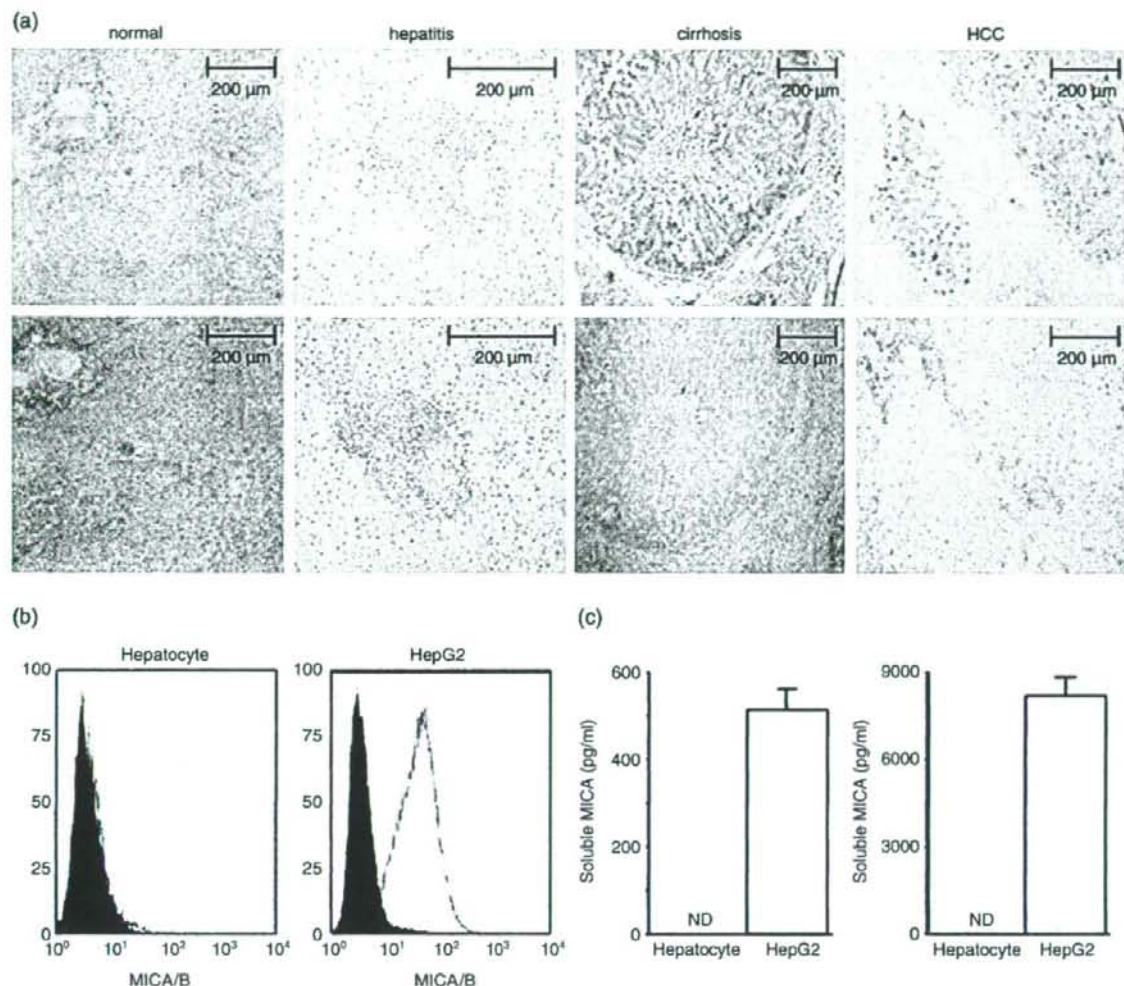 (a)
normal hepatitis cirrhosis HCC
200 µm 200 µm 200 µm 200 µm
200 µm 200 µm 200 µm 200 µm
(b)
Hepatocyte HepG2
100 100
75 75
50 50
25 25
0 0
10⁰ 10¹ 10² 10³ 10⁴ 10⁰ 10¹ 10² 10³ 10⁴
MICA/B MICA/B
(c)
600
400
200
0
Soluble MICA (pg/ml)
ND
Hepatocyte HepG2
9000
6000
3000
0
Soluble MICA (pg/ml)
ND
Hepatocyte HepG2